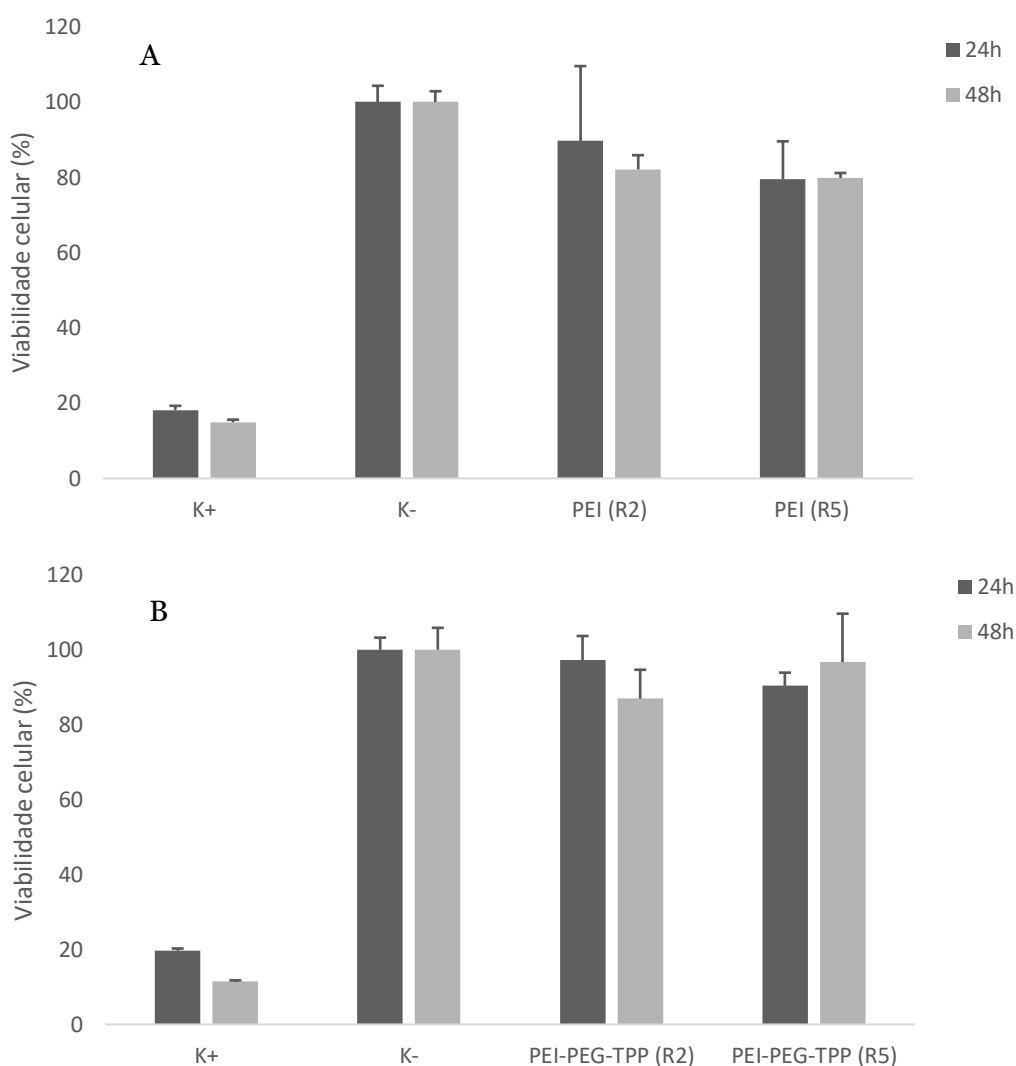 A
24h
48h
Viabilidade celular (%)
120
100
80
60
40
20
0
K+ K- PEI (R2) PEI (R5)
B
24h
48h
Viabilidade celular (%)
120
100
80
60
40
20
0
K+ K- PEI-PEG-TPP (R2) PEI-PEG-TPP (R5)